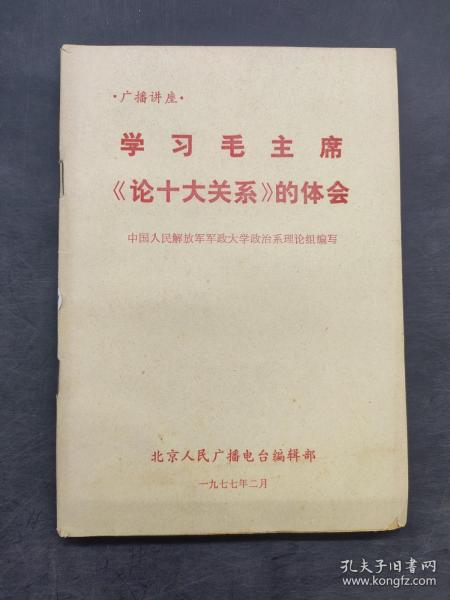 ·广播讲座·
学习毛主席
《论十大关系》的体会
中国人民解放军军政大学政治系理论组编写
北京人民广播电台编辑部
一九七七年二月
孔夫子旧书网
www.kongfz.com